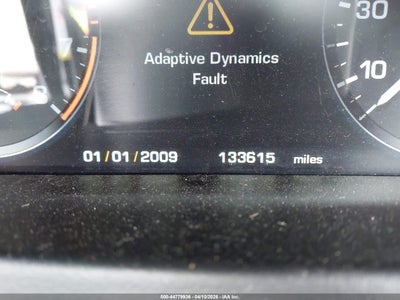 30
Adaptive Dynamics
Fault
10
01/01/2009 133615 miles
500-44779936 - 04/10/2026 - IAA Inc.